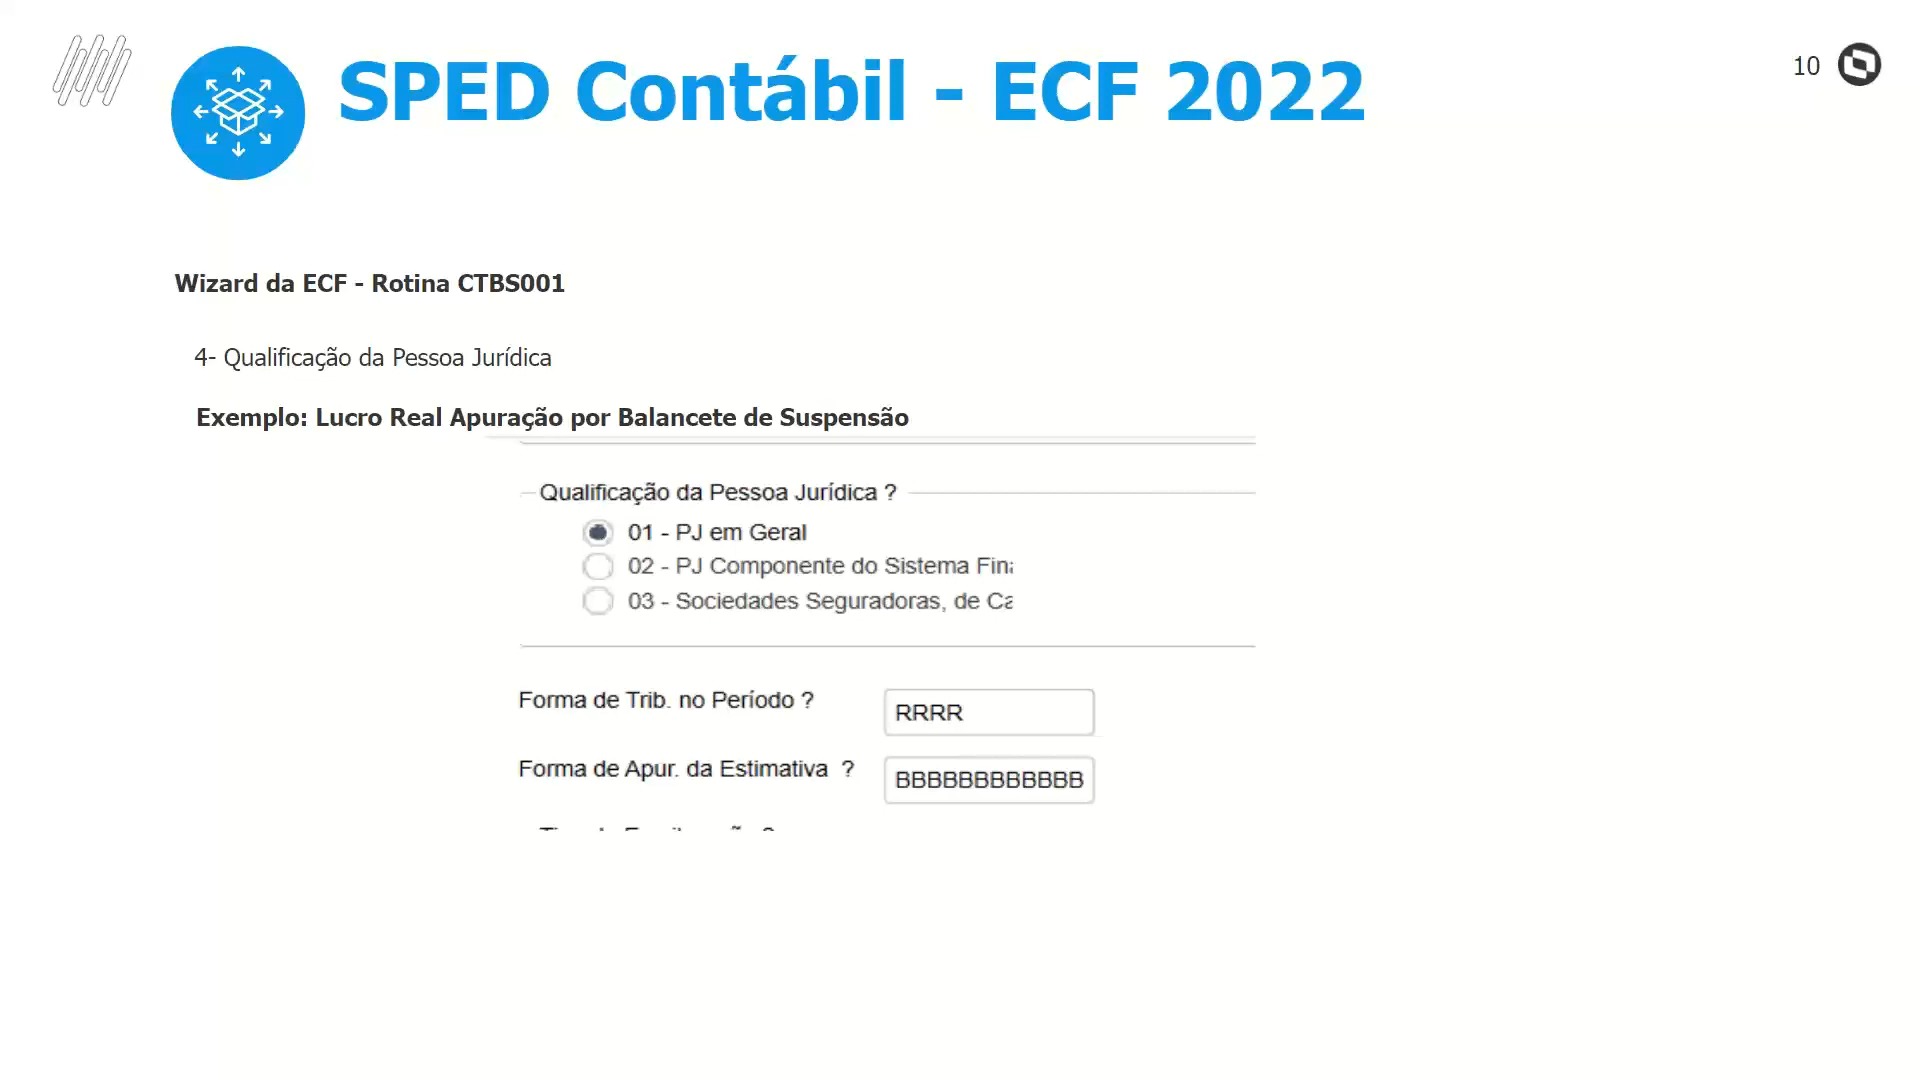 SPED Contábil - ECF 2022
10
Wizard da ECF - Rotina CTBS001
4- Qualificação da Pessoa Jurídica
Exemplo: Lucro Real Apuração por Balancete de Suspensão
Qualificação da Pessoa Jurídica ?
01 - PJ em Geral
02 - PJ Componente do Sistema
03 - Sociedades Seguradoras, de
Forma de Trib. no Período ?
RRRR
Forma de Apur. da Estimativa ?
BBBBBBBBBBBB